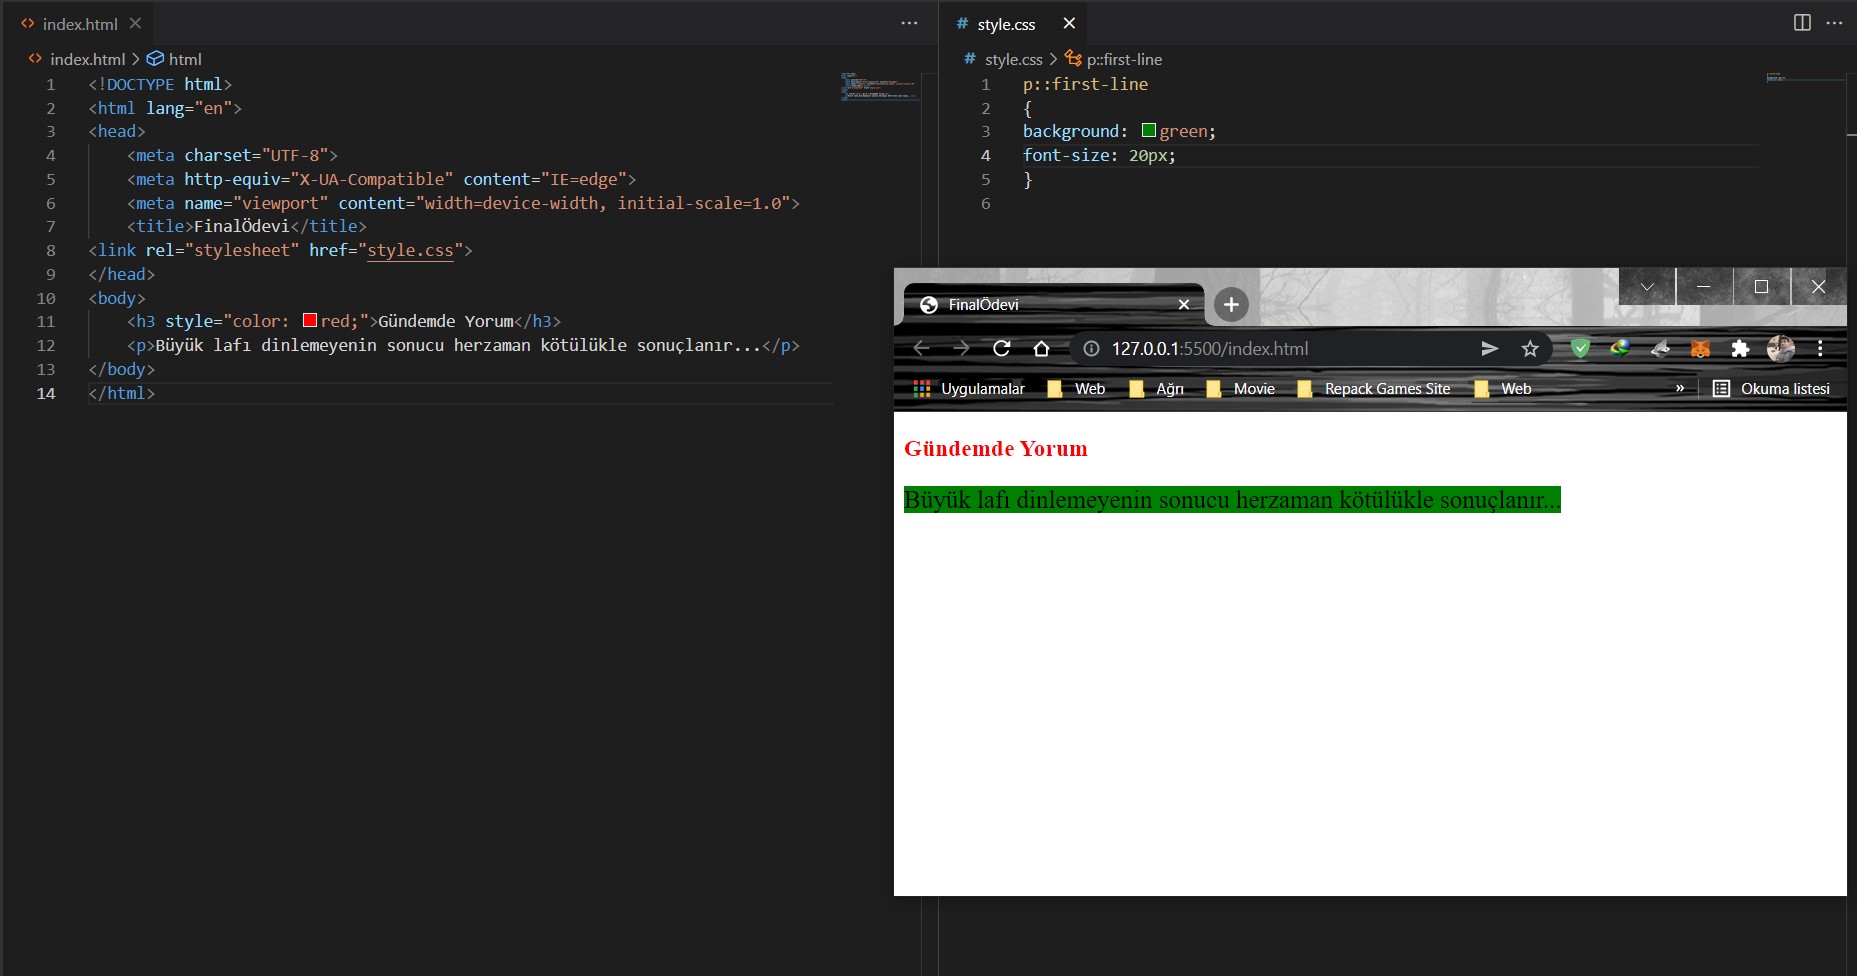 index.html
index.html > html
1 <!DOCTYPE html>
2 <html lang="en">
3 <head>
4 <meta charset="UTF-8">
5 <meta http-equiv="X-UA-Compatible" content="IE=edge">
6 <meta name="viewport" content="width=device-width, initial-scale=1.0">
7 <title>FinalÖdevi</title>
8 <link rel="stylesheet" href="style.css">
9 </head>
10 <body>
11 <h3 style="color: red;">Gündemde Yorum</h3>
12 <p>Büyük lafı dinlemeyenin sonucu herzaman kötülükle sonuçlanır...</p>
13 </body>
14 </html>
# style.css
# style.css > p::first-line
1 p::first-line
2 {
3 background: green;
4 font-size: 20px;
5 }
6
FinalÖdevi
127.0.0.1:5500/index.html
Uygulamalar Web Ağrı Movie Repack Games Site Web » Okuma listesi
Gündemde Yorum
Büyük lafı dinlemeyenin sonucu herzaman kötülükle sonuçlanır...